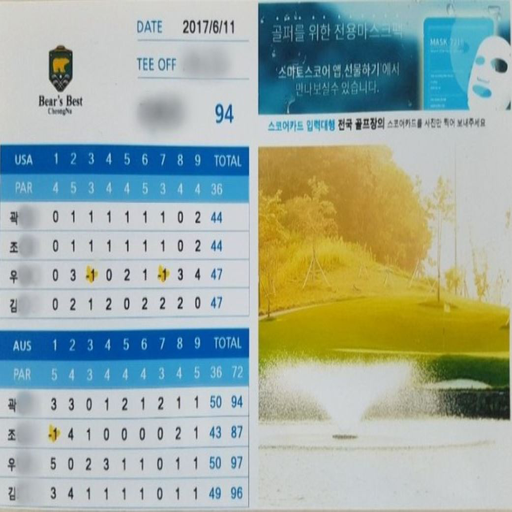 DATE 2017/6/11
TEE OFF
Bear's Best
CheongNa
94
골퍼를 위한 전용마스크팩
'스마트스코어 앱, 선물하기'에서
만나보실수 있습니다.
MASK PACK
스코어카드 입력대행 전국 골프장의 스코어카드를 사진만 찍어 보내주세요
USA 1 2 3 4 5 6 7 8 9 TOTAL
PAR 4 5 3 4 4 5 3 4 4 36
곽 0 1 1 1 1 1 1 0 2 44
조 0 1 1 1 1 1 1 0 2 44
우 0 3 -1 0 2 1 -1 3 4 47
김 0 2 1 2 0 2 2 2 0 47
AUS 1 2 3 4 5 6 7 8 9 TOTAL
PAR 5 4 3 4 4 4 3 4 5 36 72
곽 3 3 0 1 2 1 2 1 1 50 94
조 -1 4 1 0 0 0 0 2 1 43 87
우 5 0 2 3 1 1 0 1 1 50 97
김 3 4 1 1 1 1 0 1 1 49 96